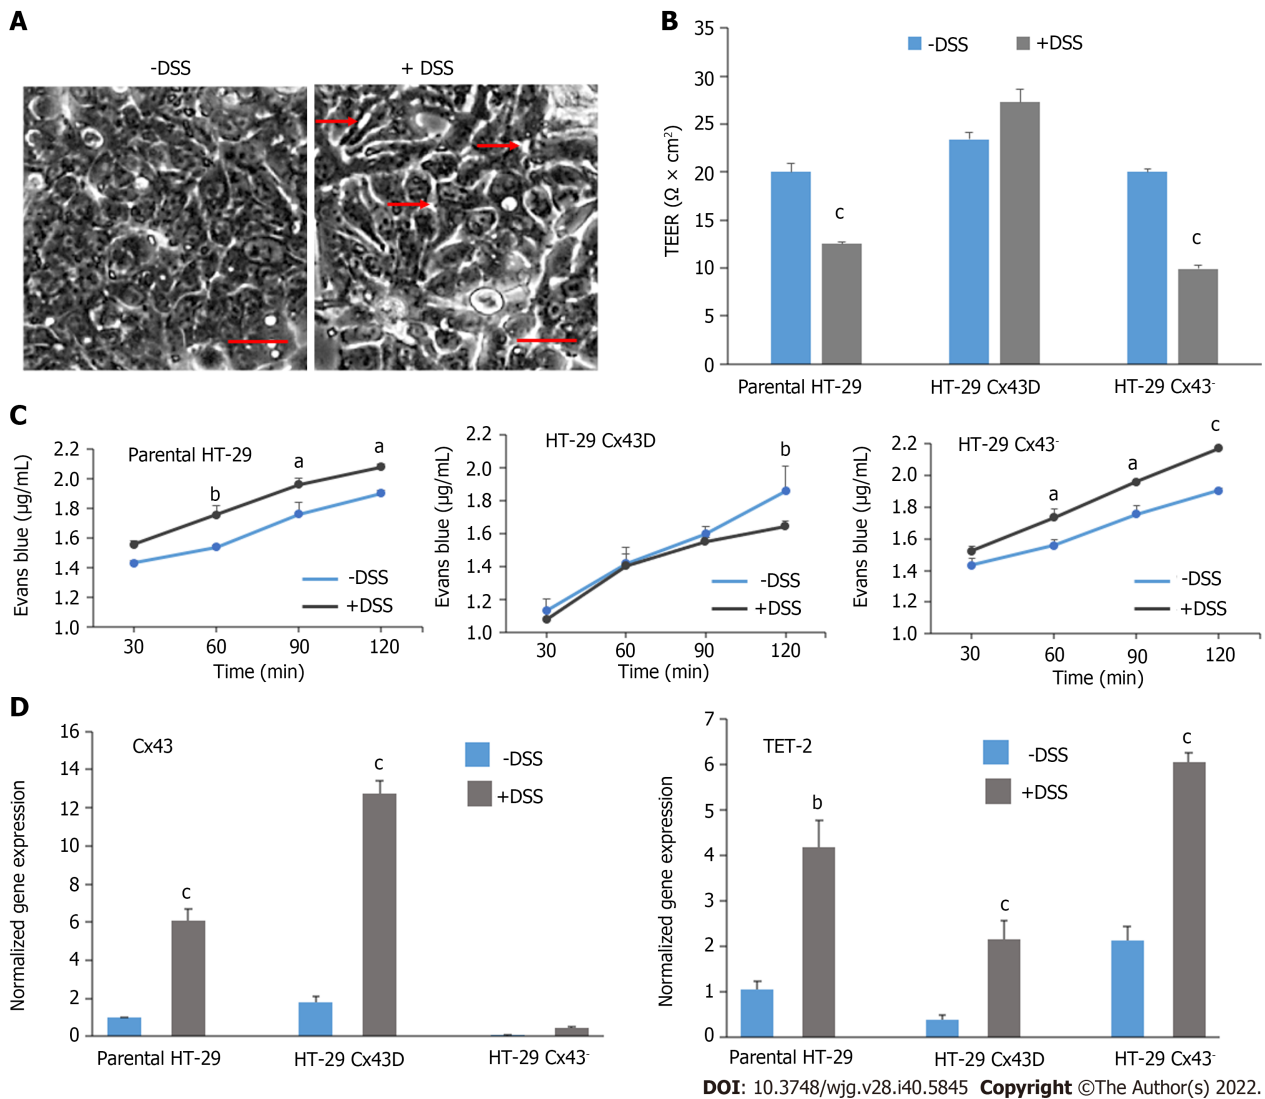 A
-DSS
+ DSS
B
35
30
25
20
15
10
5
0
TEER (Ω × cm²)
-DSS
+DSS
c
c
Parental HT-29
HT-29 Cx43D
HT-29 Cx43⁻
C
2.2
2.0
1.8
1.6
1.4
1.2
1.0
Evans blue (µg/mL)
Parental HT-29
b
a
a
-DSS
+DSS
30
60
90
120
Time (min)
2.2
2.0
1.8
1.6
1.4
1.2
1.0
Evans blue (µg/mL)
HT-29 Cx43D
b
-DSS
+DSS
30
60
90
120
Time (min)
2.2
2.0
1.8
1.6
1.4
1.2
1.0
Evans blue (µg/mL)
HT-29 Cx43⁻
a
a
c
-DSS
+DSS
30
60
90
120
Time (min)
D
16
14
12
10
8
6
4
2
0
Normalized gene expression
Cx43
-DSS
+DSS
c
c
Parental HT-29
HT-29 Cx43D
HT-29 Cx43⁻
7
6
5
4
3
2
1
0
Normalized gene expression
TET-2
-DSS
+DSS
b
c
c
Parental HT-29
HT-29 Cx43D
HT-29 Cx43⁻
DOI: 10.3748/wjg.v28.i40.5845 Copyright ©The Author(s) 2022.